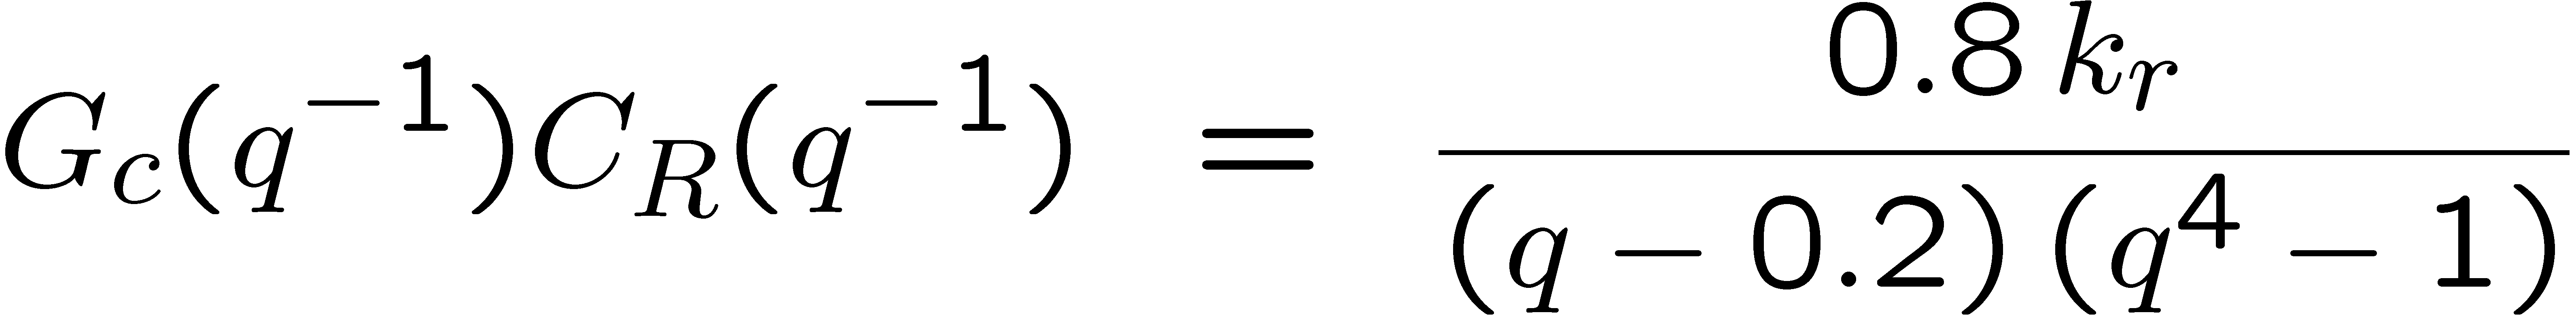 G_c(q^{-1})C_R(q^{-1}) = \frac{0.8 k_r}{(q - 0.2)(q^4 - 1)}